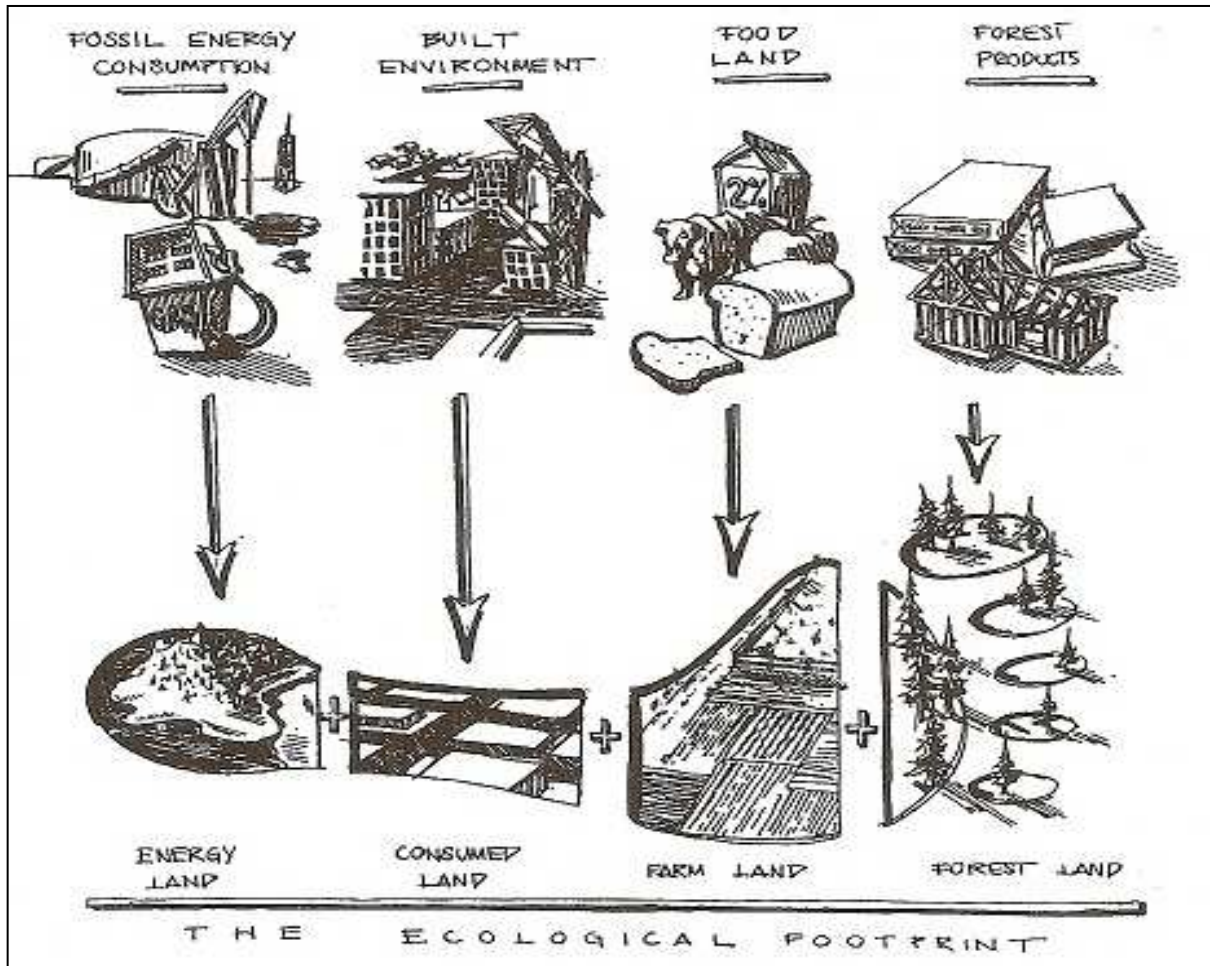 FOSSIL ENERGY
CONSUMPTION
BUILT
ENVIRONMENT
FOOD
LAND
FOREST
PRODUCTS
2%
ENERGY
LAND
CONSUMED
LAND
FARM LAND
FOREST LAND
THE ECOLOGICAL FOOTPRINT